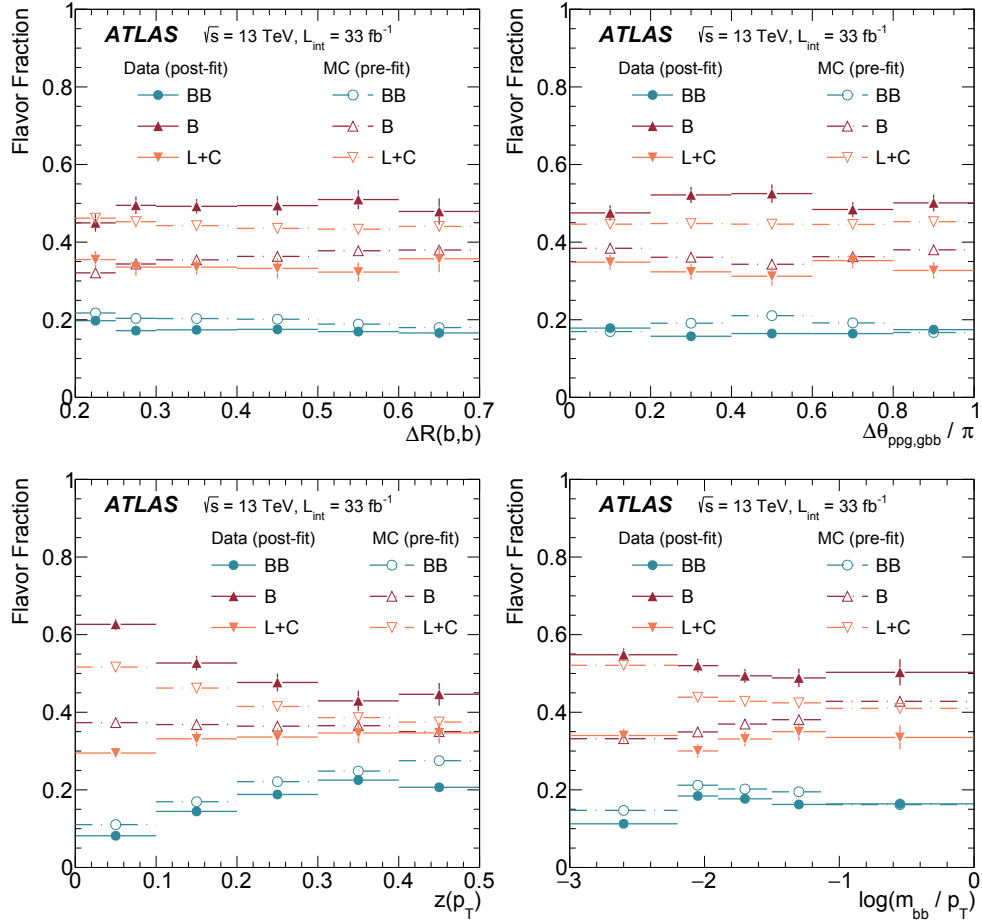 Flavor Fraction
1
0.8
0.6
0.4
0.2
0
ATLAS √s = 13 TeV, L_int = 33 fb⁻¹
Data (post-fit) MC (pre-fit)
BB BB
B B
L+C L+C
0.2 0.3 0.4 0.5 0.6 0.7
ΔR(b,b)
Flavor Fraction
1
0.8
0.6
0.4
0.2
0
ATLAS √s = 13 TeV, L_int = 33 fb⁻¹
Data (post-fit) MC (pre-fit)
BB BB
B B
L+C L+C
0 0.2 0.4 0.6 0.8 1
Δθ_ppg,gbb / π
Flavor Fraction
1
0.8
0.6
0.4
0.2
0
ATLAS √s = 13 TeV, L_int = 33 fb⁻¹
Data (post-fit) MC (pre-fit)
BB BB
B B
L+C L+C
0 0.1 0.2 0.3 0.4 0.5
z(p_T)
Flavor Fraction
1
0.8
0.6
0.4
0.2
0
ATLAS √s = 13 TeV, L_int = 33 fb⁻¹
Data (post-fit) MC (pre-fit)
BB BB
B B
L+C L+C
−3 −2 −1 0
log(m_bb / p_T)